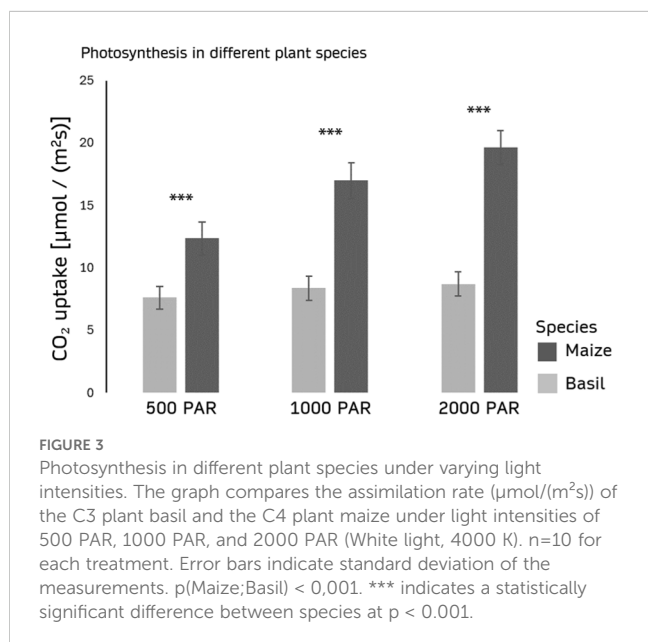 Photosynthesis in different plant species
25
20
15
10
5
0
CO₂ uptake [µmol / (m²s)]
***
***
***
500 PAR
1000 PAR
2000 PAR
Species
Maize
Basil
FIGURE 3
Photosynthesis in different plant species under varying light
intensities. The graph compares the assimilation rate (µmol/(m²s)) of
the C3 plant basil and the C4 plant maize under light intensities of
500 PAR, 1000 PAR, and 2000 PAR (White light, 4000 K). n=10 for
each treatment. Error bars indicate standard deviation of the
measurements. p(Maize;Basil) < 0,001. *** indicates a statistically
significant difference between species at p < 0.001.